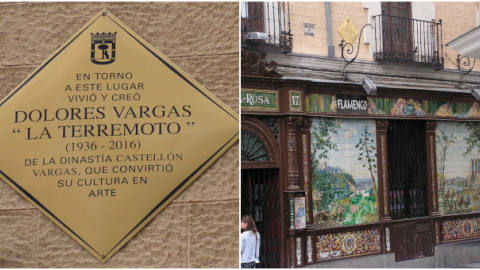 EN TORNO
A ESTE LUGAR
VIVIÓ Y CREÓ
DOLORES VARGAS
“ LA TERREMOTO ”
(1936 - 2016)
DE LA DINASTÍA CASTELLÓN
VARGAS, QUE CONVIRTIÓ
SU CULTURA EN
ARTE
-ROSA
17
FLAMENCO